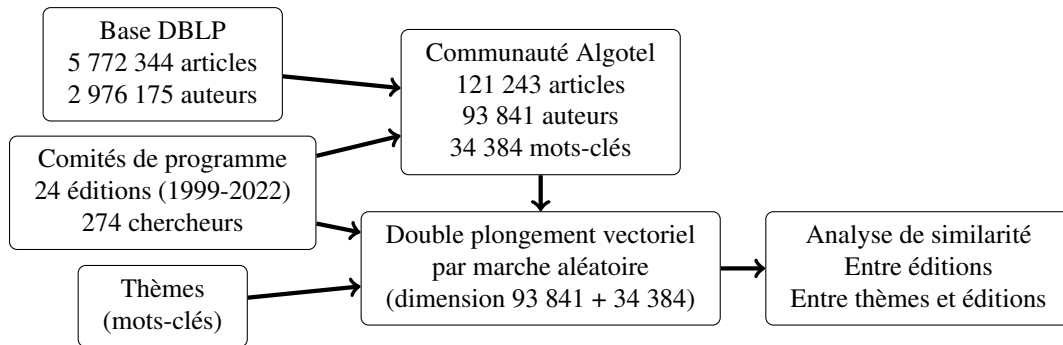 Base DBLP
5 772 344 articles
2 976 175 auteurs
Communauté Algotel
121 243 articles
93 841 auteurs
34 384 mots-clés
Comités de programme
24 éditions (1999-2022)
274 chercheurs
Double plongement vectoriel
par marche aléatoire
(dimension 93 841 + 34 384)
Analyse de similarité
Entre éditions
Entre thèmes et éditions
Thèmes
(mots-clés)